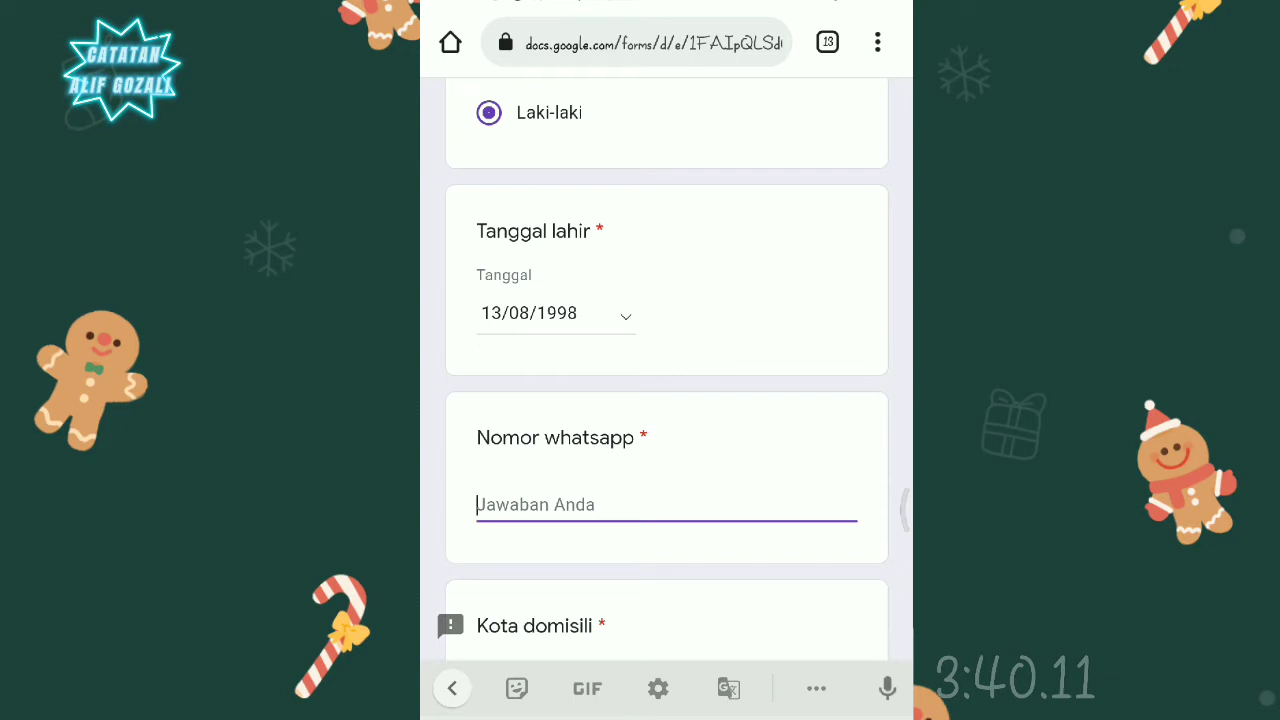 CATATAN
ALIF GOZALI
docs.google.com/forms/d/e/1FAIpQLSd
13
Laki-laki
Tanggal lahir *
Tanggal
13/08/1998
Nomor whatsapp *
Jawaban Anda
Kota domisili *
GIF
3:40.11